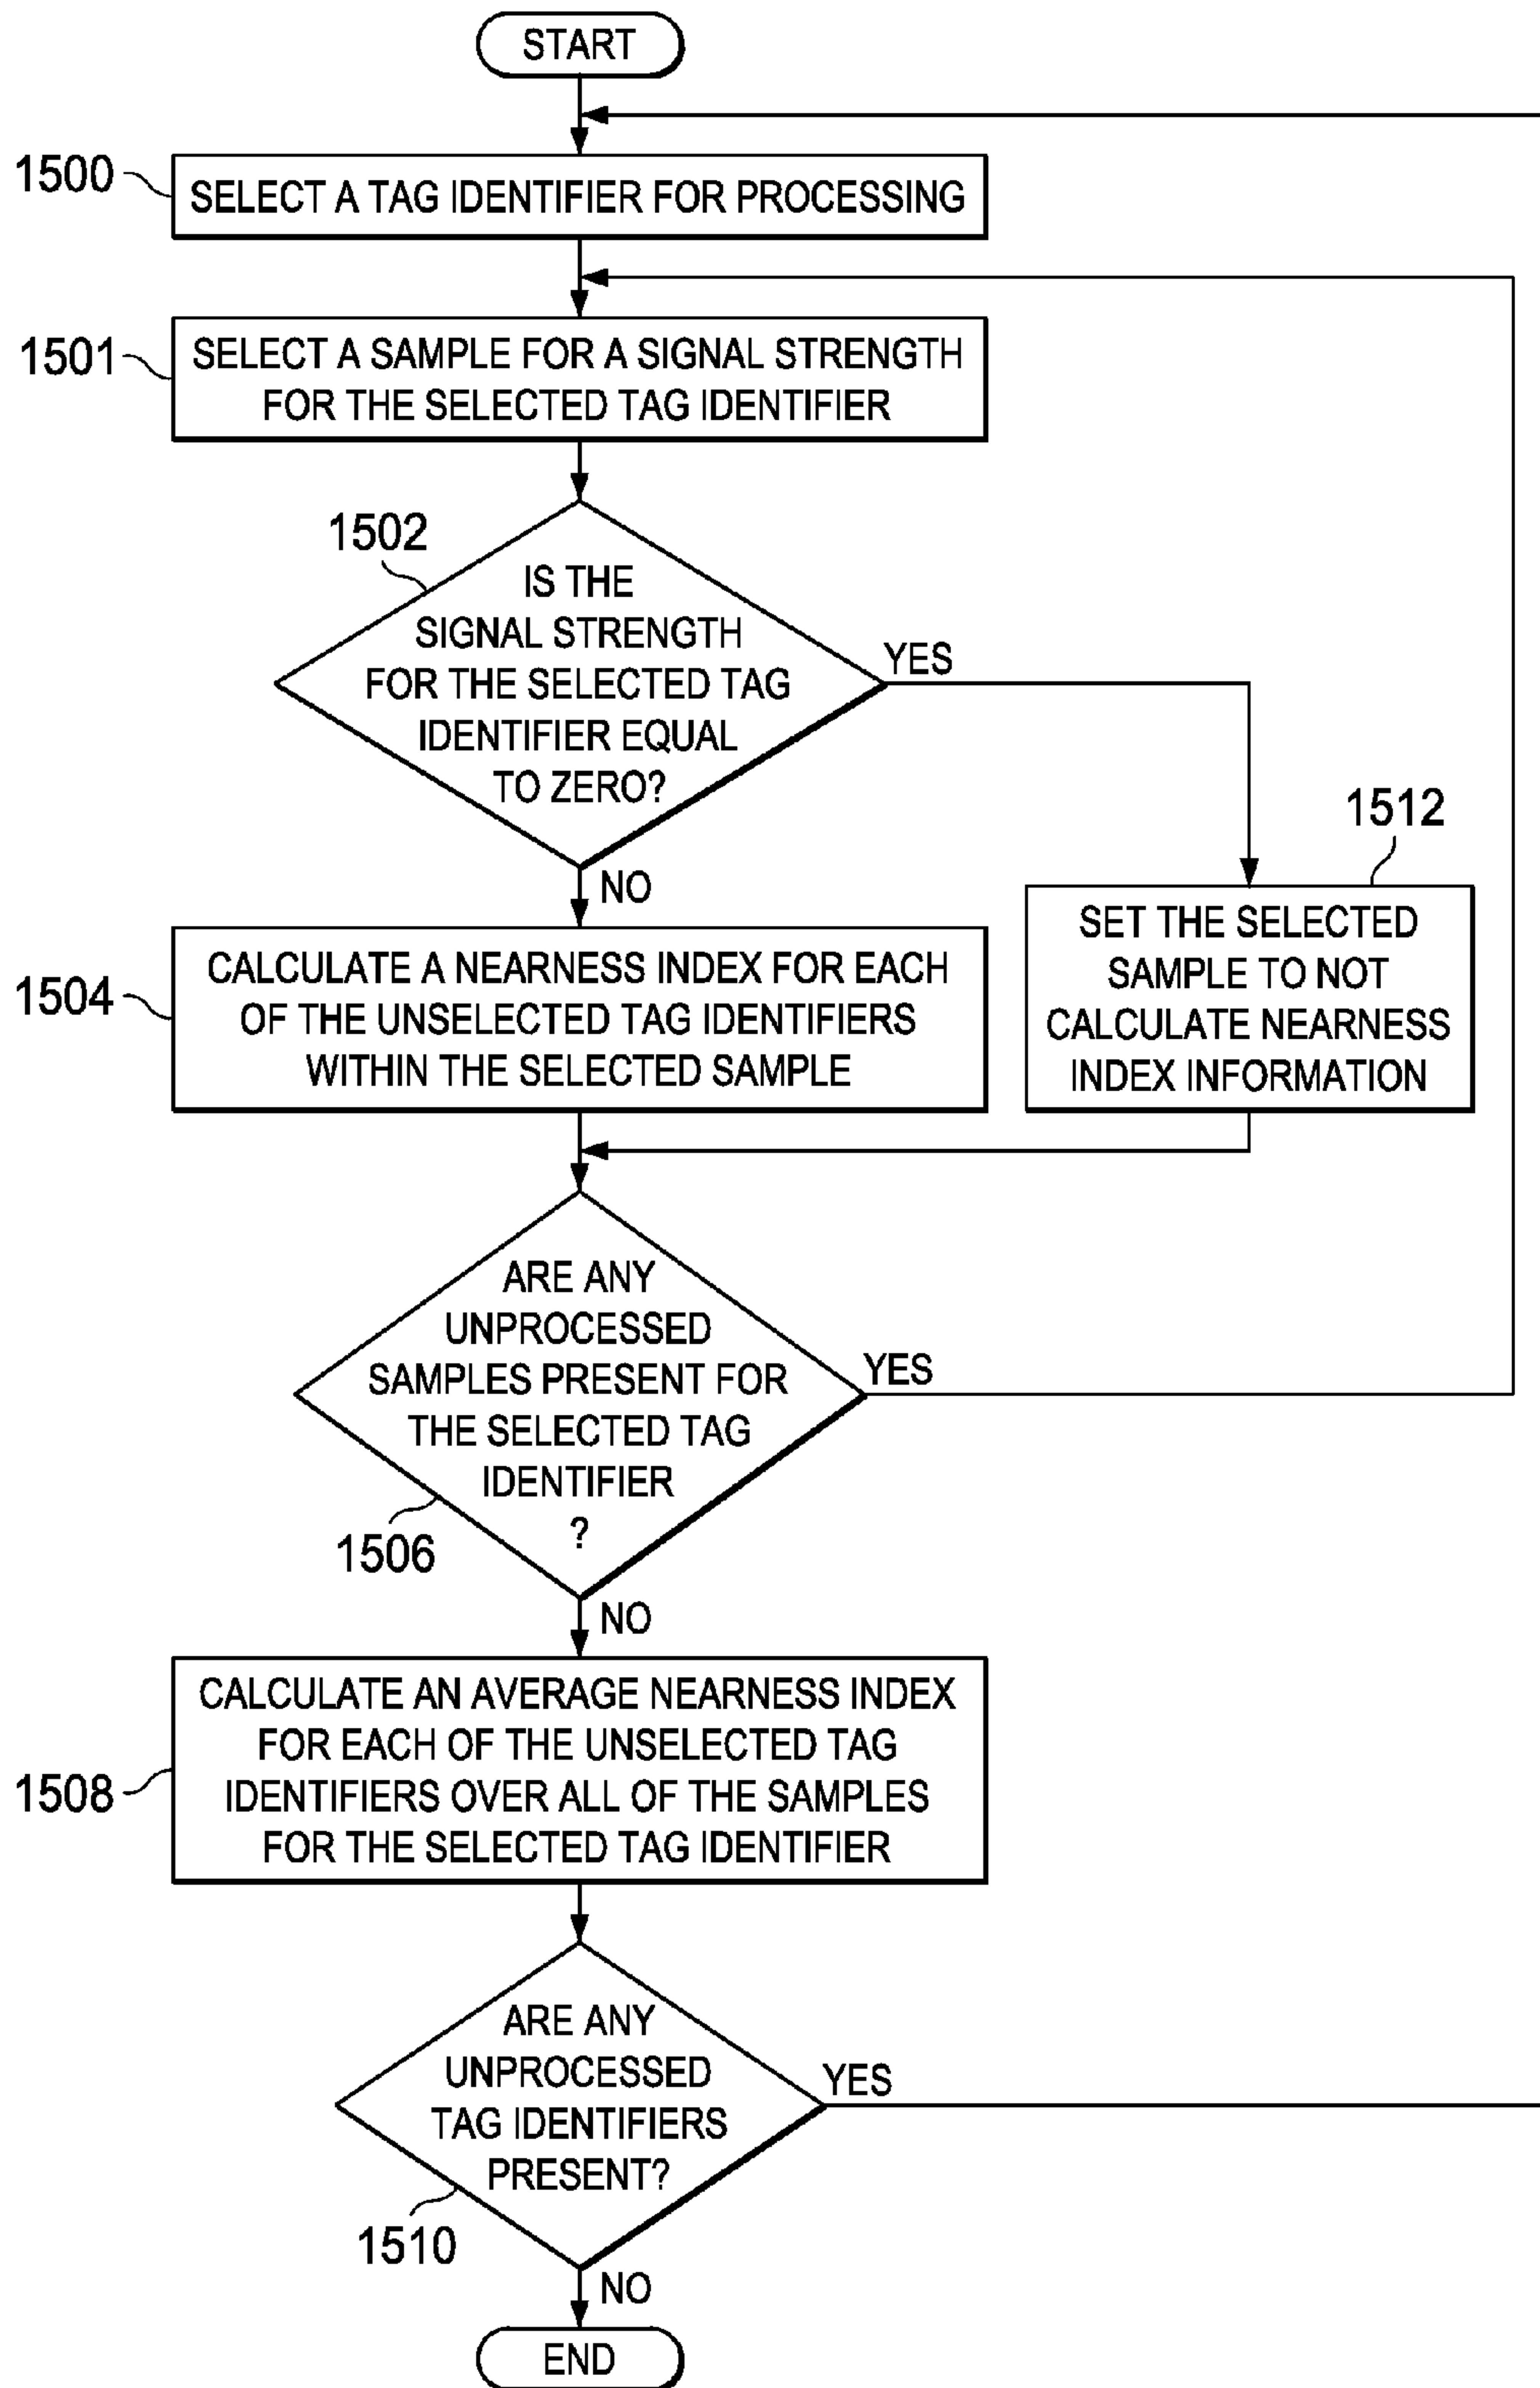 START
1500
SELECT A TAG IDENTIFIER FOR PROCESSING
1501
SELECT A SAMPLE FOR A SIGNAL STRENGTH
FOR THE SELECTED TAG IDENTIFIER
1502
IS THE
SIGNAL STRENGTH
FOR THE SELECTED TAG
IDENTIFIER EQUAL
TO ZERO?
YES
NO
1512
SET THE SELECTED
SAMPLE TO NOT
CALCULATE NEARNESS
INDEX INFORMATION
1504
CALCULATE A NEARNESS INDEX FOR EACH
OF THE UNSELECTED TAG IDENTIFIERS
WITHIN THE SELECTED SAMPLE
ARE ANY
UNPROCESSED
SAMPLES PRESENT FOR
THE SELECTED TAG
IDENTIFIER
?
YES
1506
NO
1508
CALCULATE AN AVERAGE NEARNESS INDEX
FOR EACH OF THE UNSELECTED TAG
IDENTIFIERS OVER ALL OF THE SAMPLES
FOR THE SELECTED TAG IDENTIFIER
ARE ANY
UNPROCESSED
TAG IDENTIFIERS
PRESENT?
YES
1510
NO
END